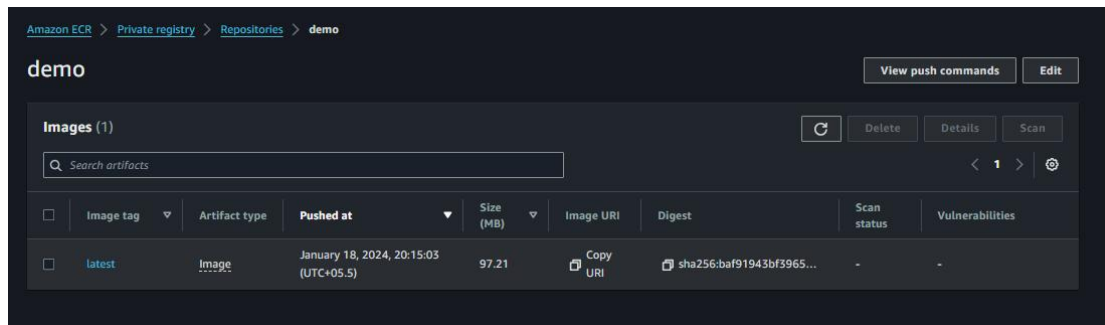 Amazon ECR > Private registry > Repositories > demo
demo
View push commands
Edit
Images (1)
Delete
Details
Scan
Search artifacts
< 1 >
Image tag
Artifact type
Pushed at
Size (MB)
Image URI
Digest
Scan status
Vulnerabilities
latest
Image
January 18, 2024, 20:15:03 (UTC+05.5)
97.21
Copy URI
sha256:baf91943bf3965...
-
-